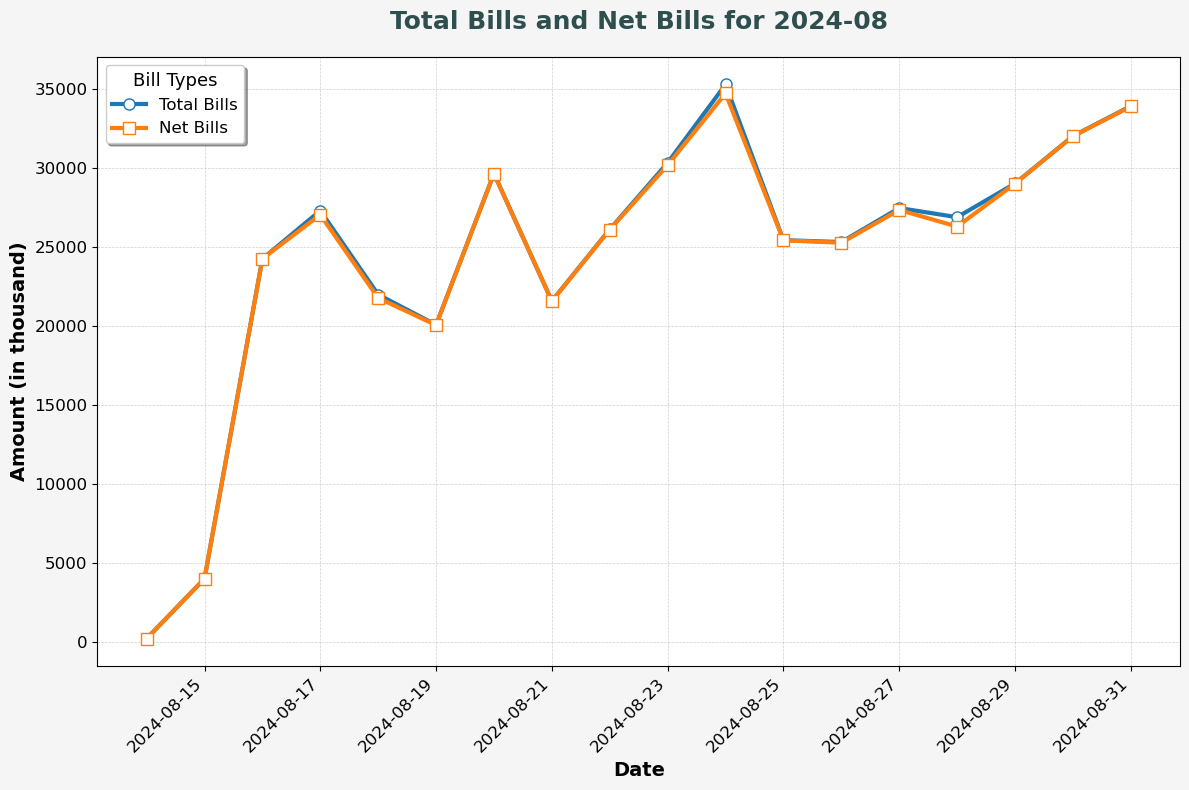 Total Bills and Net Bills for 2024-08
Bill Types
Total Bills
Net Bills
Amount (in thousand)
35000
30000
25000
20000
15000
10000
5000
0
2024-08-15
2024-08-17
2024-08-19
2024-08-21
2024-08-23
2024-08-25
2024-08-27
2024-08-29
2024-08-31
Date